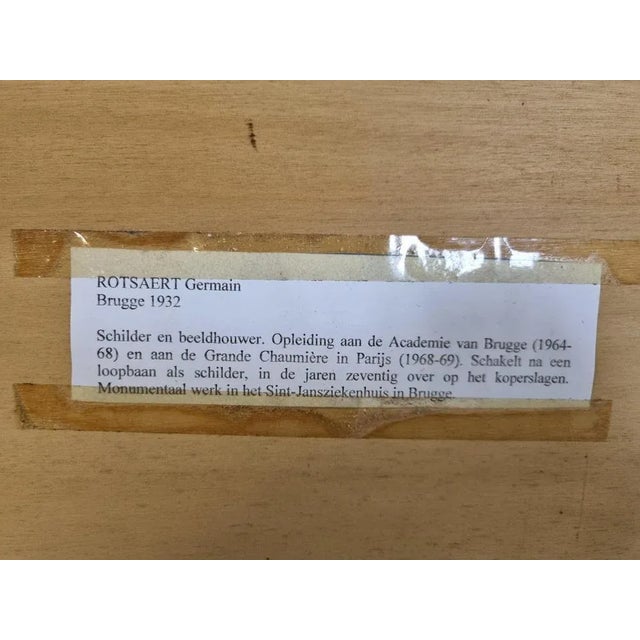 ROTSAERT Germain
Brugge 1932
Schilder en beeldhouwer. Opleiding aan de Academie van Brugge (1964-
68) en aan de Grande Chaumière in Parijs (1968-69). Schakelt na een
loopbaan als schilder, in de jaren zeventig over op het koperslagen.
Monumentaal werk in het Sint-Jansziekenhuis in Brugge.